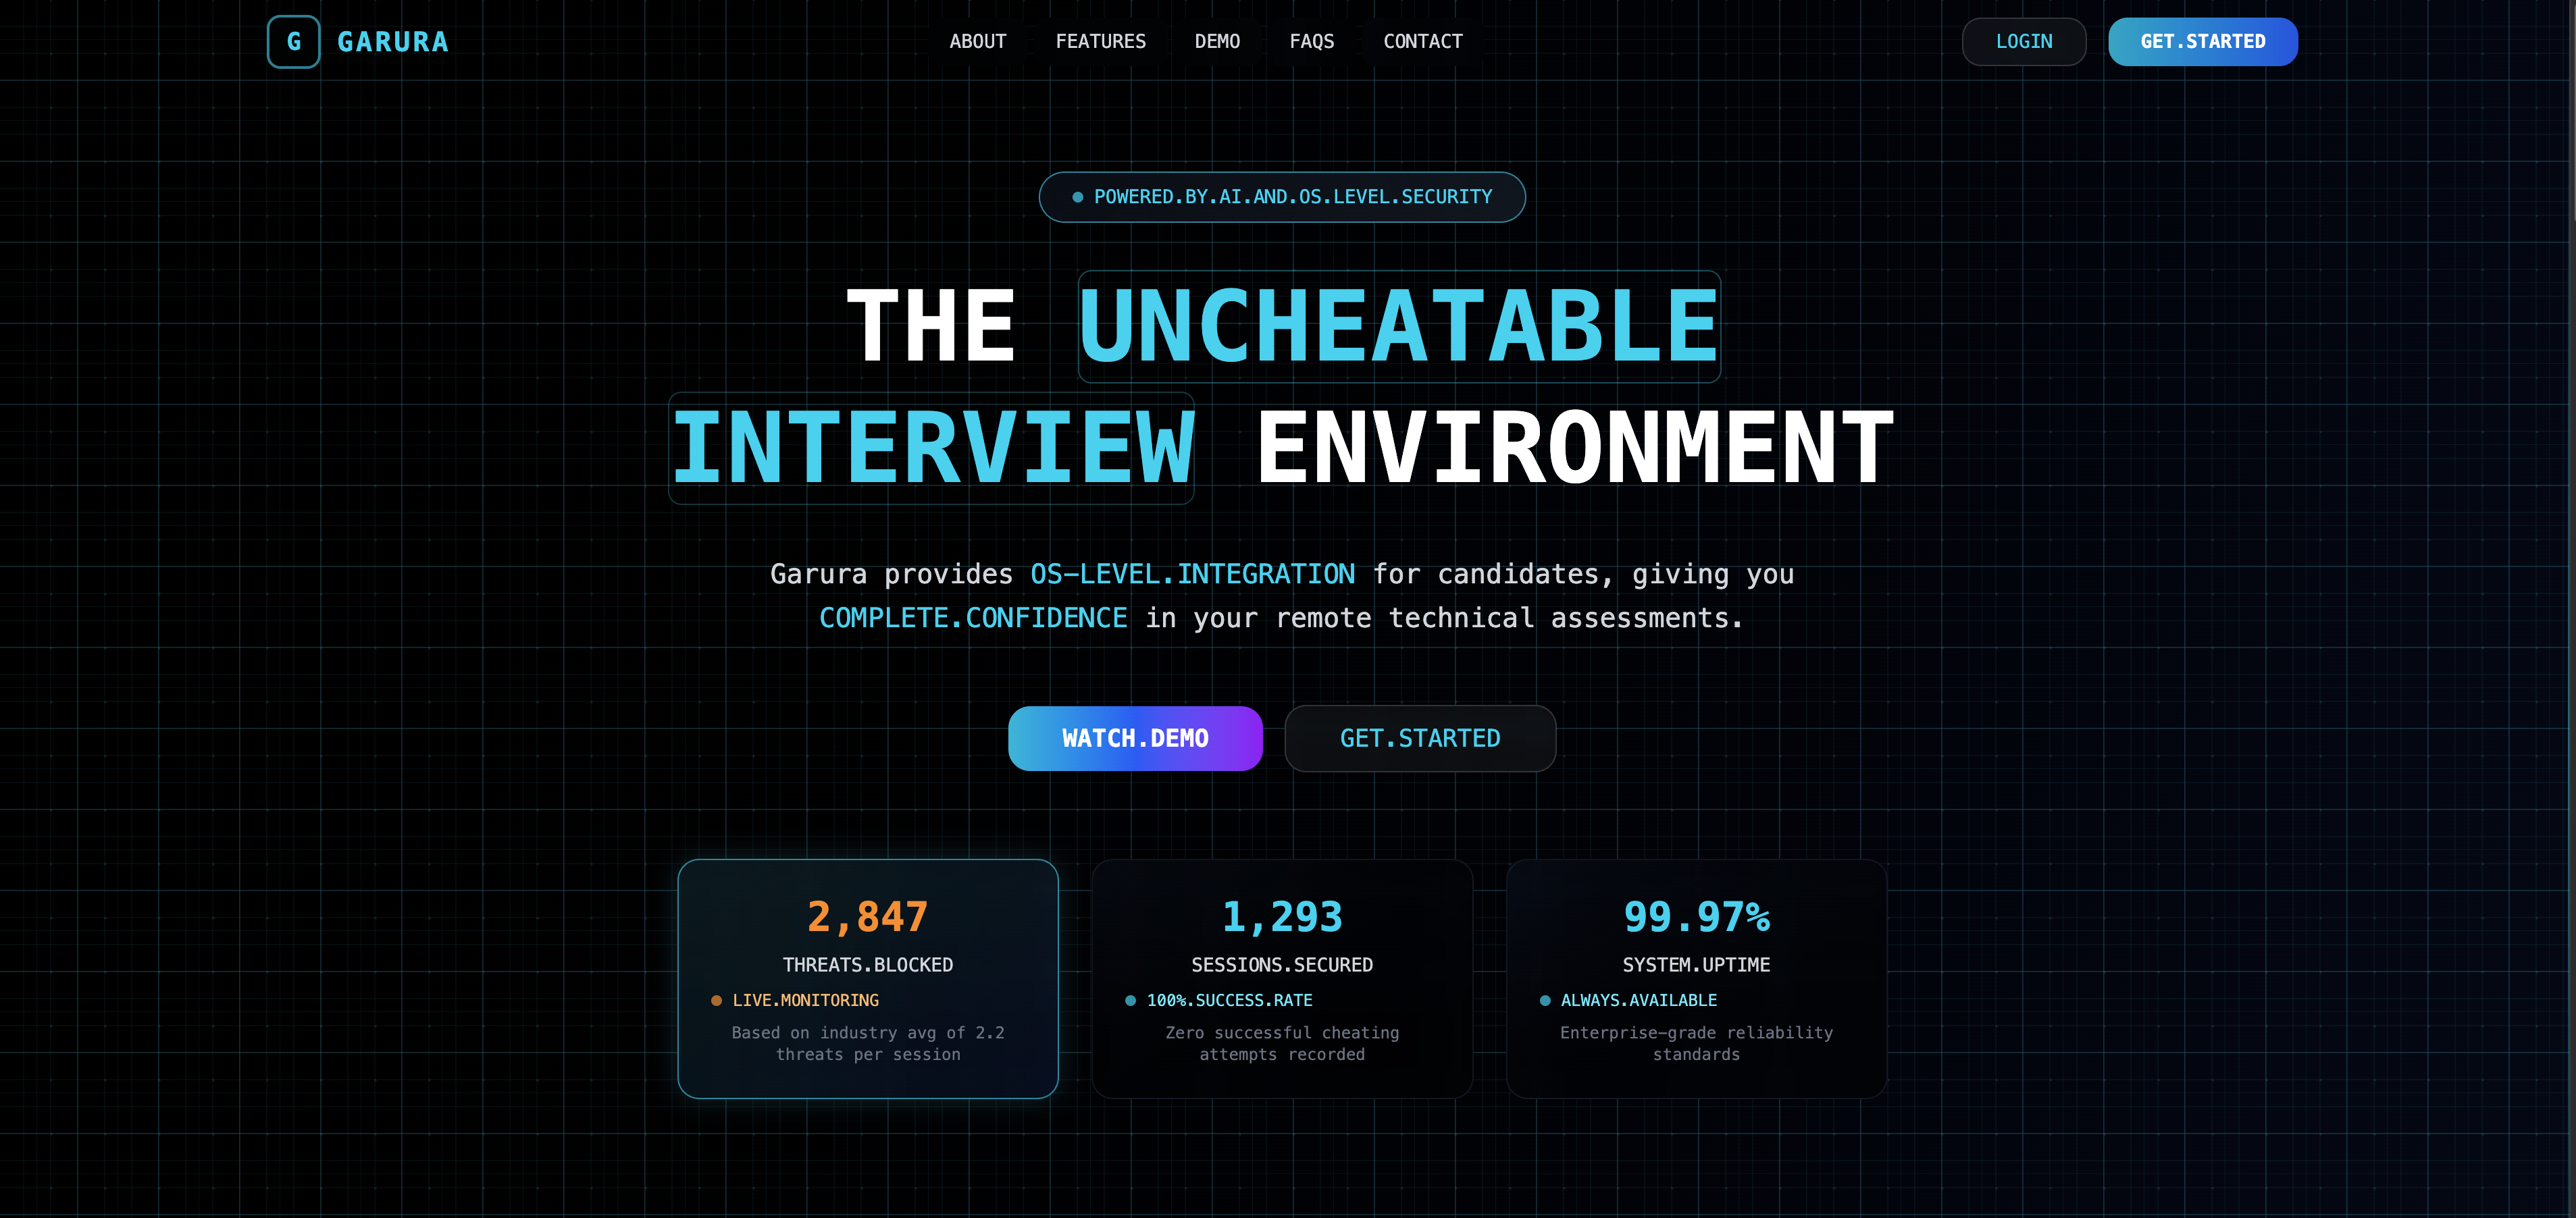 G GARURA
ABOUT FEATURES DEMO FAQS CONTACT
LOGIN GET.STARTED
POWERED.BY.AI.AND.OS.LEVEL.SECURITY
THE UNCHEATABLE
INTERVIEW ENVIRONMENT
Garura provides OS-LEVEL.INTEGRATION for candidates, giving you
COMPLETE.CONFIDENCE in your remote technical assessments.
WATCH.DEMO GET.STARTED
2,847
THREATS.BLOCKED
LIVE.MONITORING
Based on industry avg of 2.2
threats per session
1,293
SESSIONS.SECURED
100%.SUCCESS.RATE
Zero successful cheating
attempts recorded
99.97%
SYSTEM.UPTIME
ALWAYS.AVAILABLE
Enterprise-grade reliability
standards